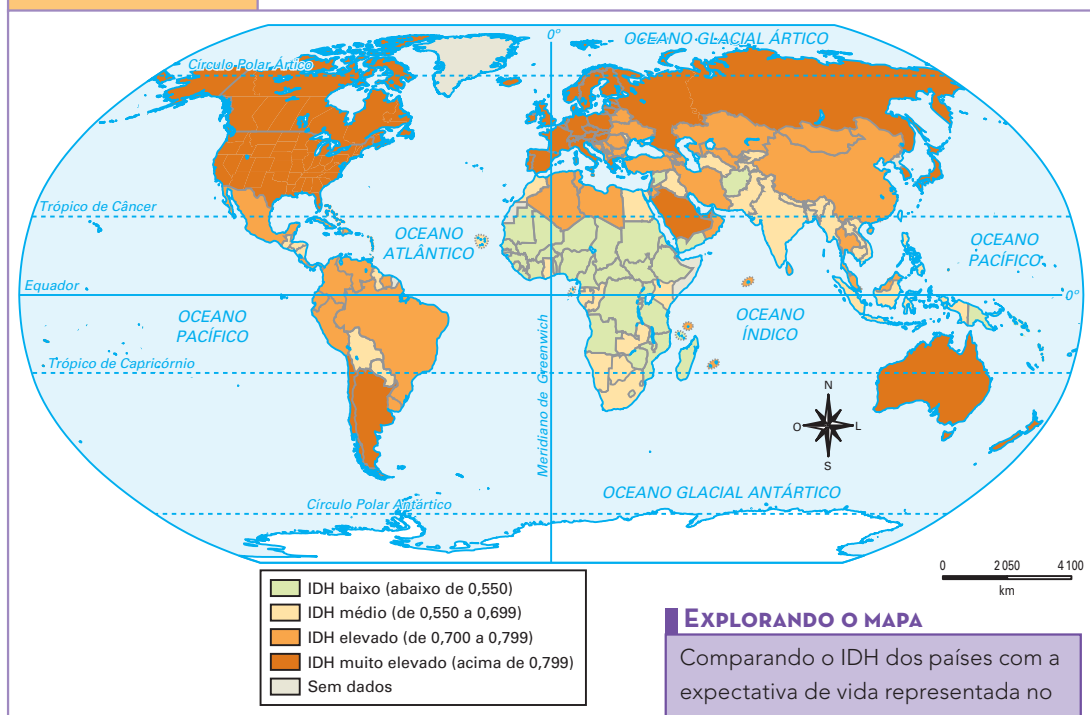 0°
OCEANO GLACIAL ÁRTICO
Círculo Polar Ártico
Trópico de Câncer
OCEANO
ATLÂNTICO
OCEANO
PACÍFICO
Equador
0°
OCEANO
PACÍFICO
OCEANO
ÍNDICO
Trópico de Capricórnio
Meridiano de Greenwich
N
O
L
S
OCEANO GLACIAL ANTÁRTICO
Círculo Polar Antártico
0 2 050 4 100
km
IDH baixo (abaixo de 0,550)
IDH médio (de 0,550 a 0,699)
IDH elevado (de 0,700 a 0,799)
IDH muito elevado (acima de 0,799)
Sem dados
EXPLORANDO O MAPA
Comparando o IDH dos países com a
expectativa de vida representada no